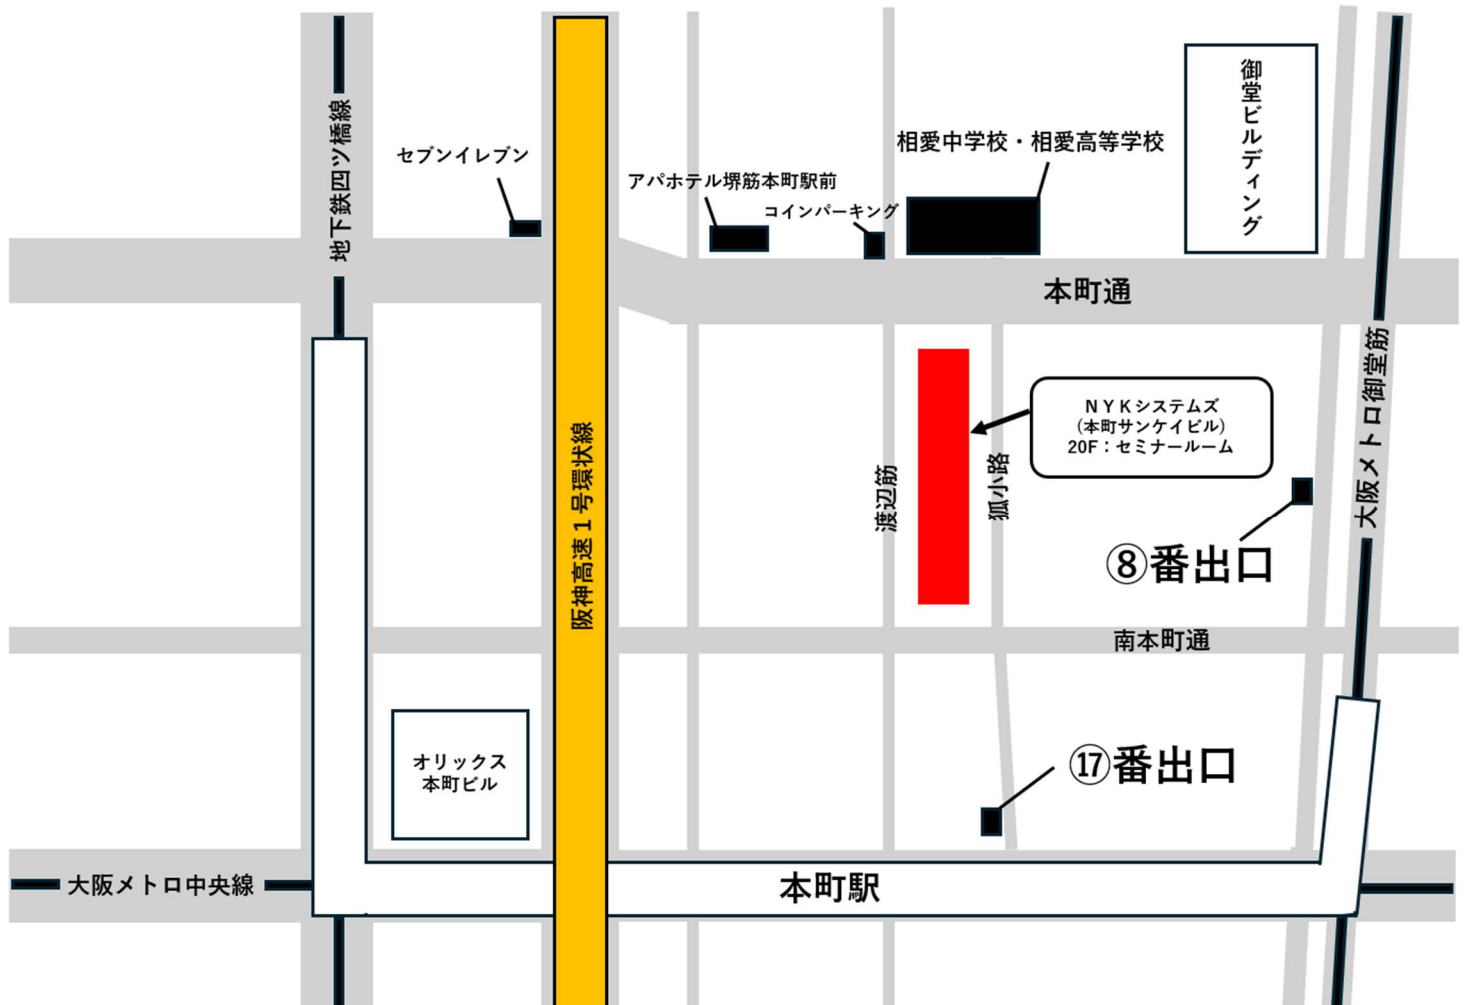 御堂ビルディング
地下鉄四ツ橋線
セブンイレブン
相愛中学校・相愛高等学校
アパホテル堺筋本町駅前
コインパーキング
本町通
大阪メトロ御堂筋
阪神高速１号環状線
ＮＹＫシステムズ
(本町サンケイビル)
20F：セミナールーム
渡辺筋
狐小路
⑧番出口
南本町通
オリックス
本町ビル
⑰番出口
大阪メトロ中央線
本町駅